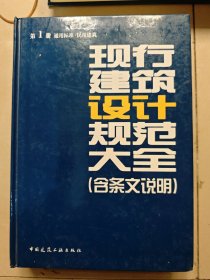 第1册 通用标准·民用建筑
现行
建筑
设计
规范
大全
(含条文说明)
中国建筑工业出版社